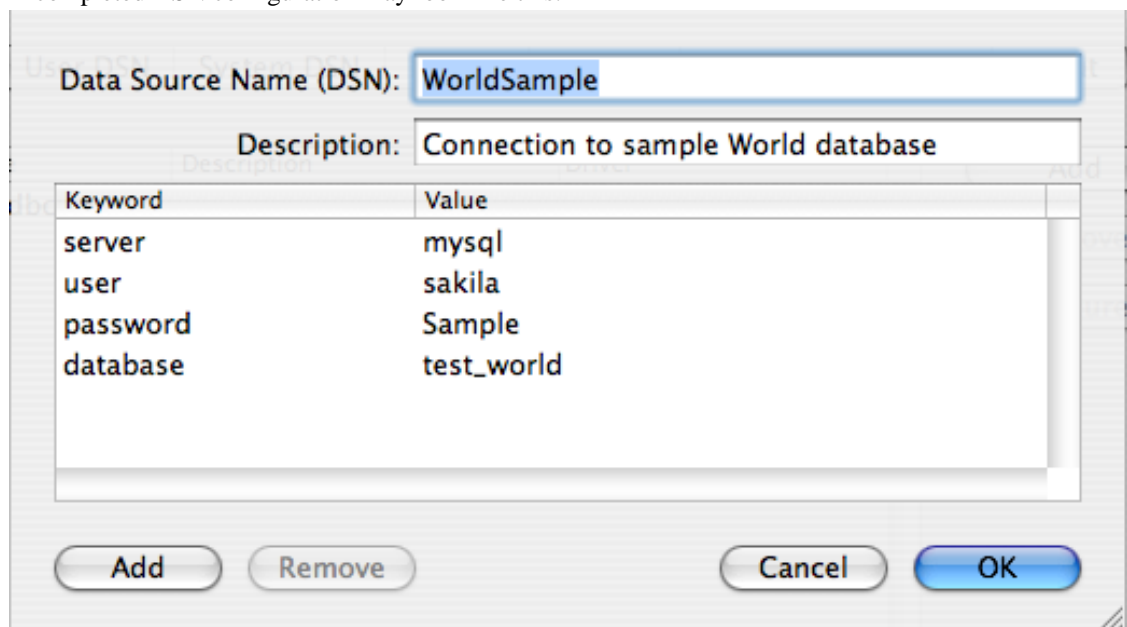 Data Source Name (DSN): WorldSample
Description: Connection to sample World database
Keyword Value
server mysql
user sakila
password Sample
database test_world
Add Remove Cancel OK